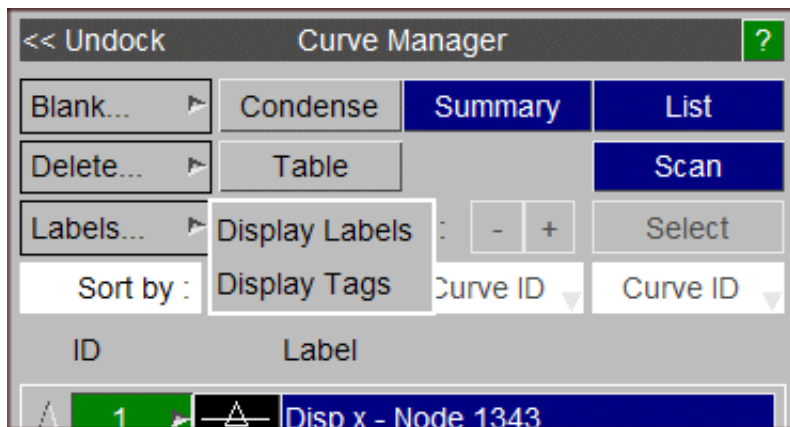 << Undock Curve Manager ?
Blank... Condense Summary List
Delete... Table Scan
Labels... Display Labels : - + Select
Sort by : Display Tags Curve ID Curve ID
ID Label
1 Disp x - Node 1343